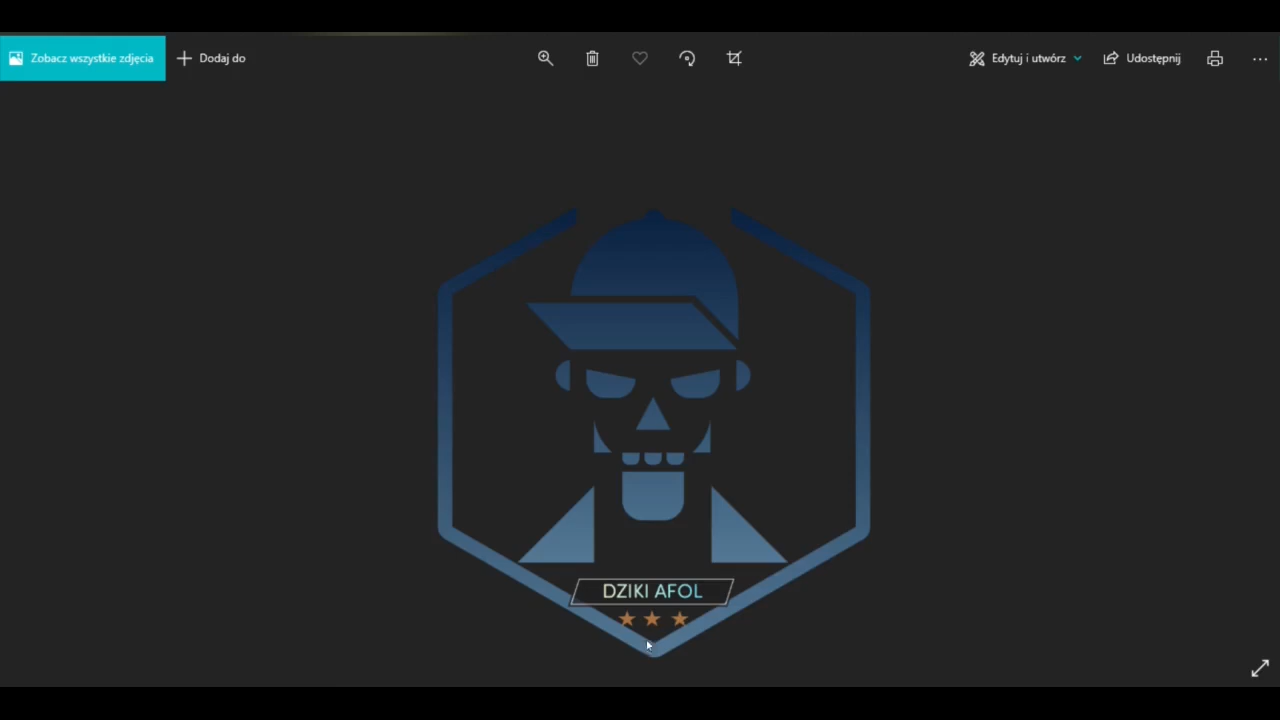 Zobacz wszystkie zdjęcia
Dodaj do
Edytuj i utwórz
Udostępnij
DZIKI AFOL